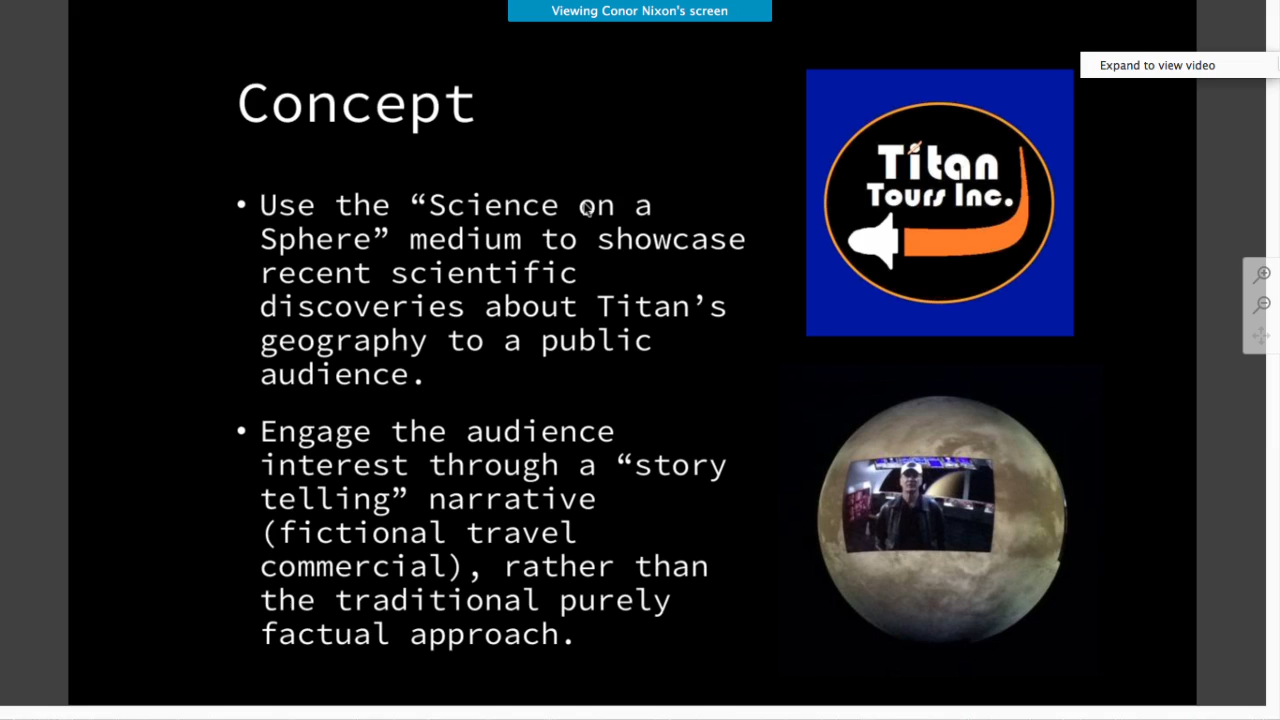 Viewing Conor Nixon's screen
Expand to view video
Concept
• Use the “Science on a
Sphere” medium to showcase
recent scientific
discoveries about Titan’s
geography to a public
audience.
• Engage the audience
interest through a “story
telling” narrative
(fictional travel
commercial), rather than
the traditional purely
factual approach.
Titan
Tours Inc.